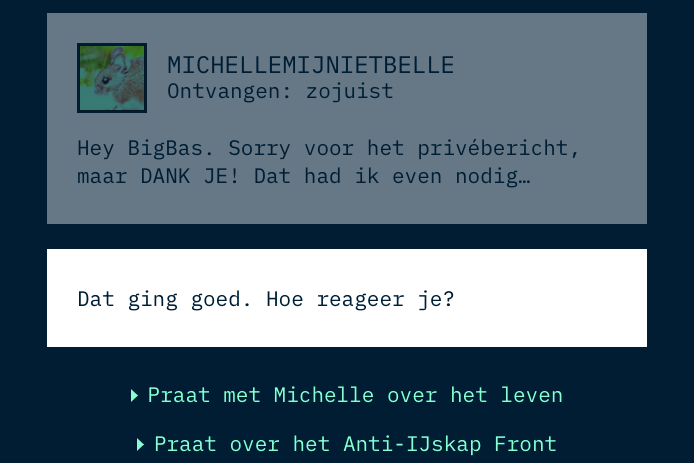 MICHELLEMIJNIETBELLE
Ontvangen: zojuist
Hey BigBas. Sorry voor het privébericht,
maar DANK JE! Dat had ik even nodig…
Dat ging goed. Hoe reageer je?
Praat met Michelle over het leven
Praat over het Anti-IJskap Front